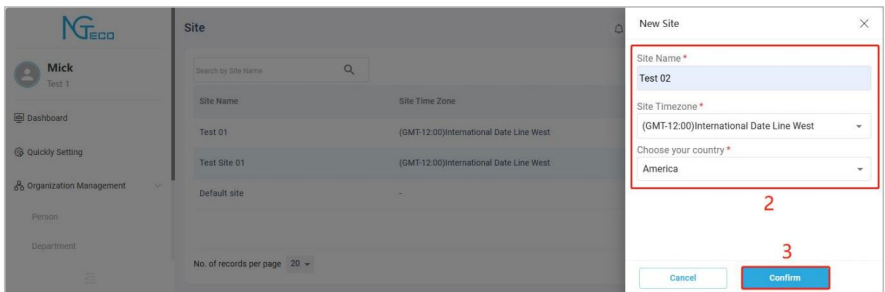 NGTECO
Mick
Test 1
Dashboard
Quickly Setting
Organization Management
Person
Department
Site
Search by Site Name
Site Name Site Time Zone
Test 01 (GMT-12:00)International Date Line West
Test Site 01 (GMT-12:00)International Date Line West
Default site -
No. of records per page 20
New Site
Site Name *
Test 02
Site Timezone *
(GMT-12:00)International Date Line West
Choose your country *
America
2
3
Cancel Confirm